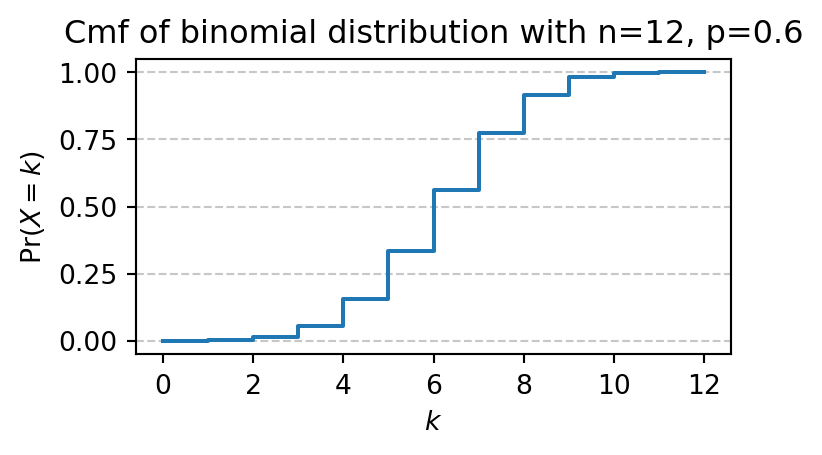 Cmf of binomial distribution with n=12, p=0.6
1.00
0.75
0.50
0.25
0.00
Pr(X = k)
0 2 4 6 8 10 12
k